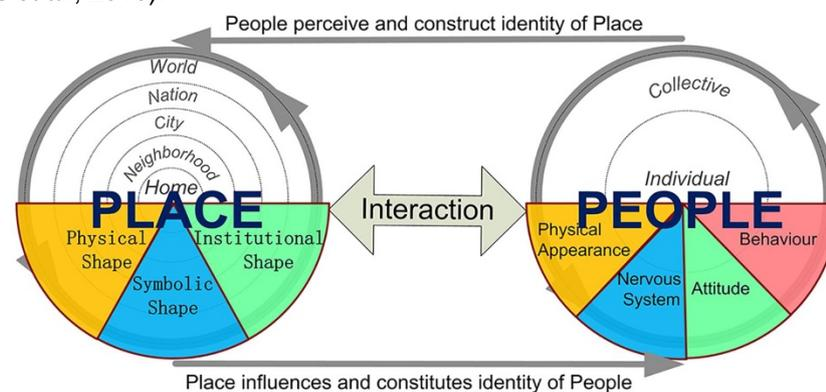 People perceive and construct identity of Place
World
Nation
City
Neighborhood
Home
PLACE
Physical
Shape
Symbolic
Shape
Institutional
Shape
Interaction
Collective
Individual
PEOPLE
Physical
Appearance
Nervous
System
Attitude
Behaviour
Place influences and constitutes identity of People